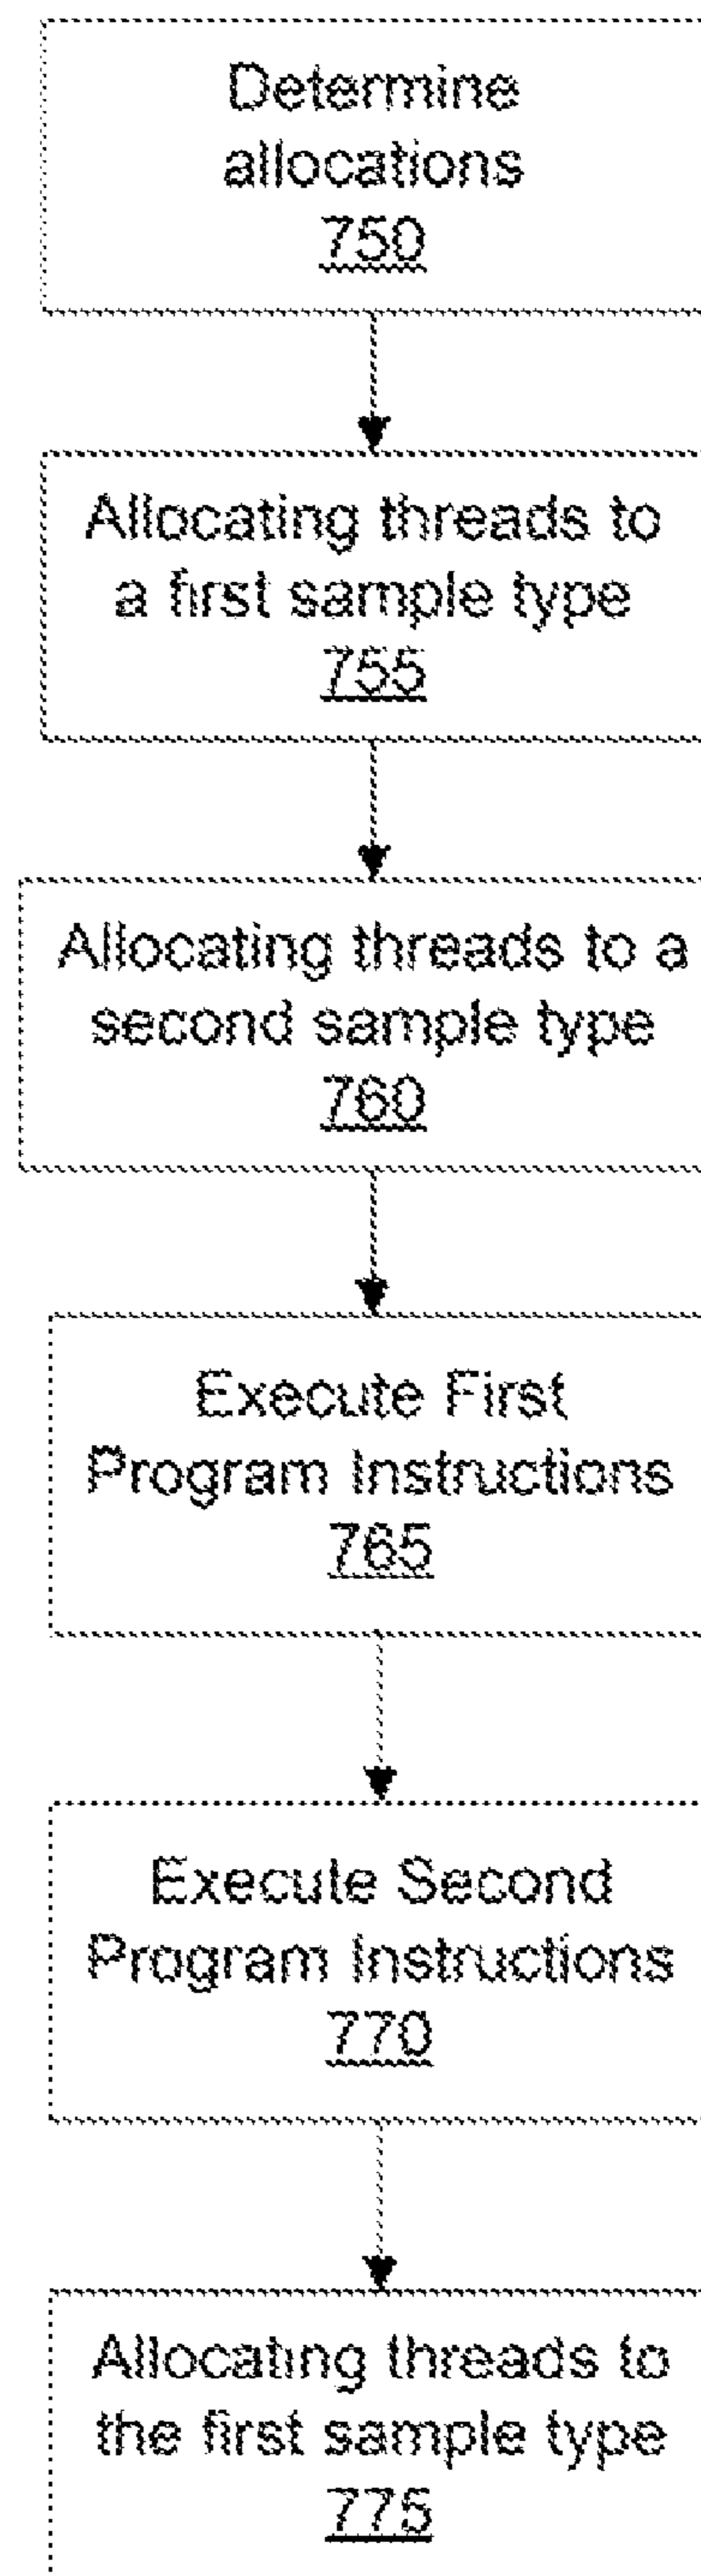 Determine
allocations
750
Allocating threads to
a first sample type
755
Allocating threads to a
second sample type
760
Execute First
Program Instructions
765
Execute Second
Program Instructions
770
Allocating threads to
the first sample type
775